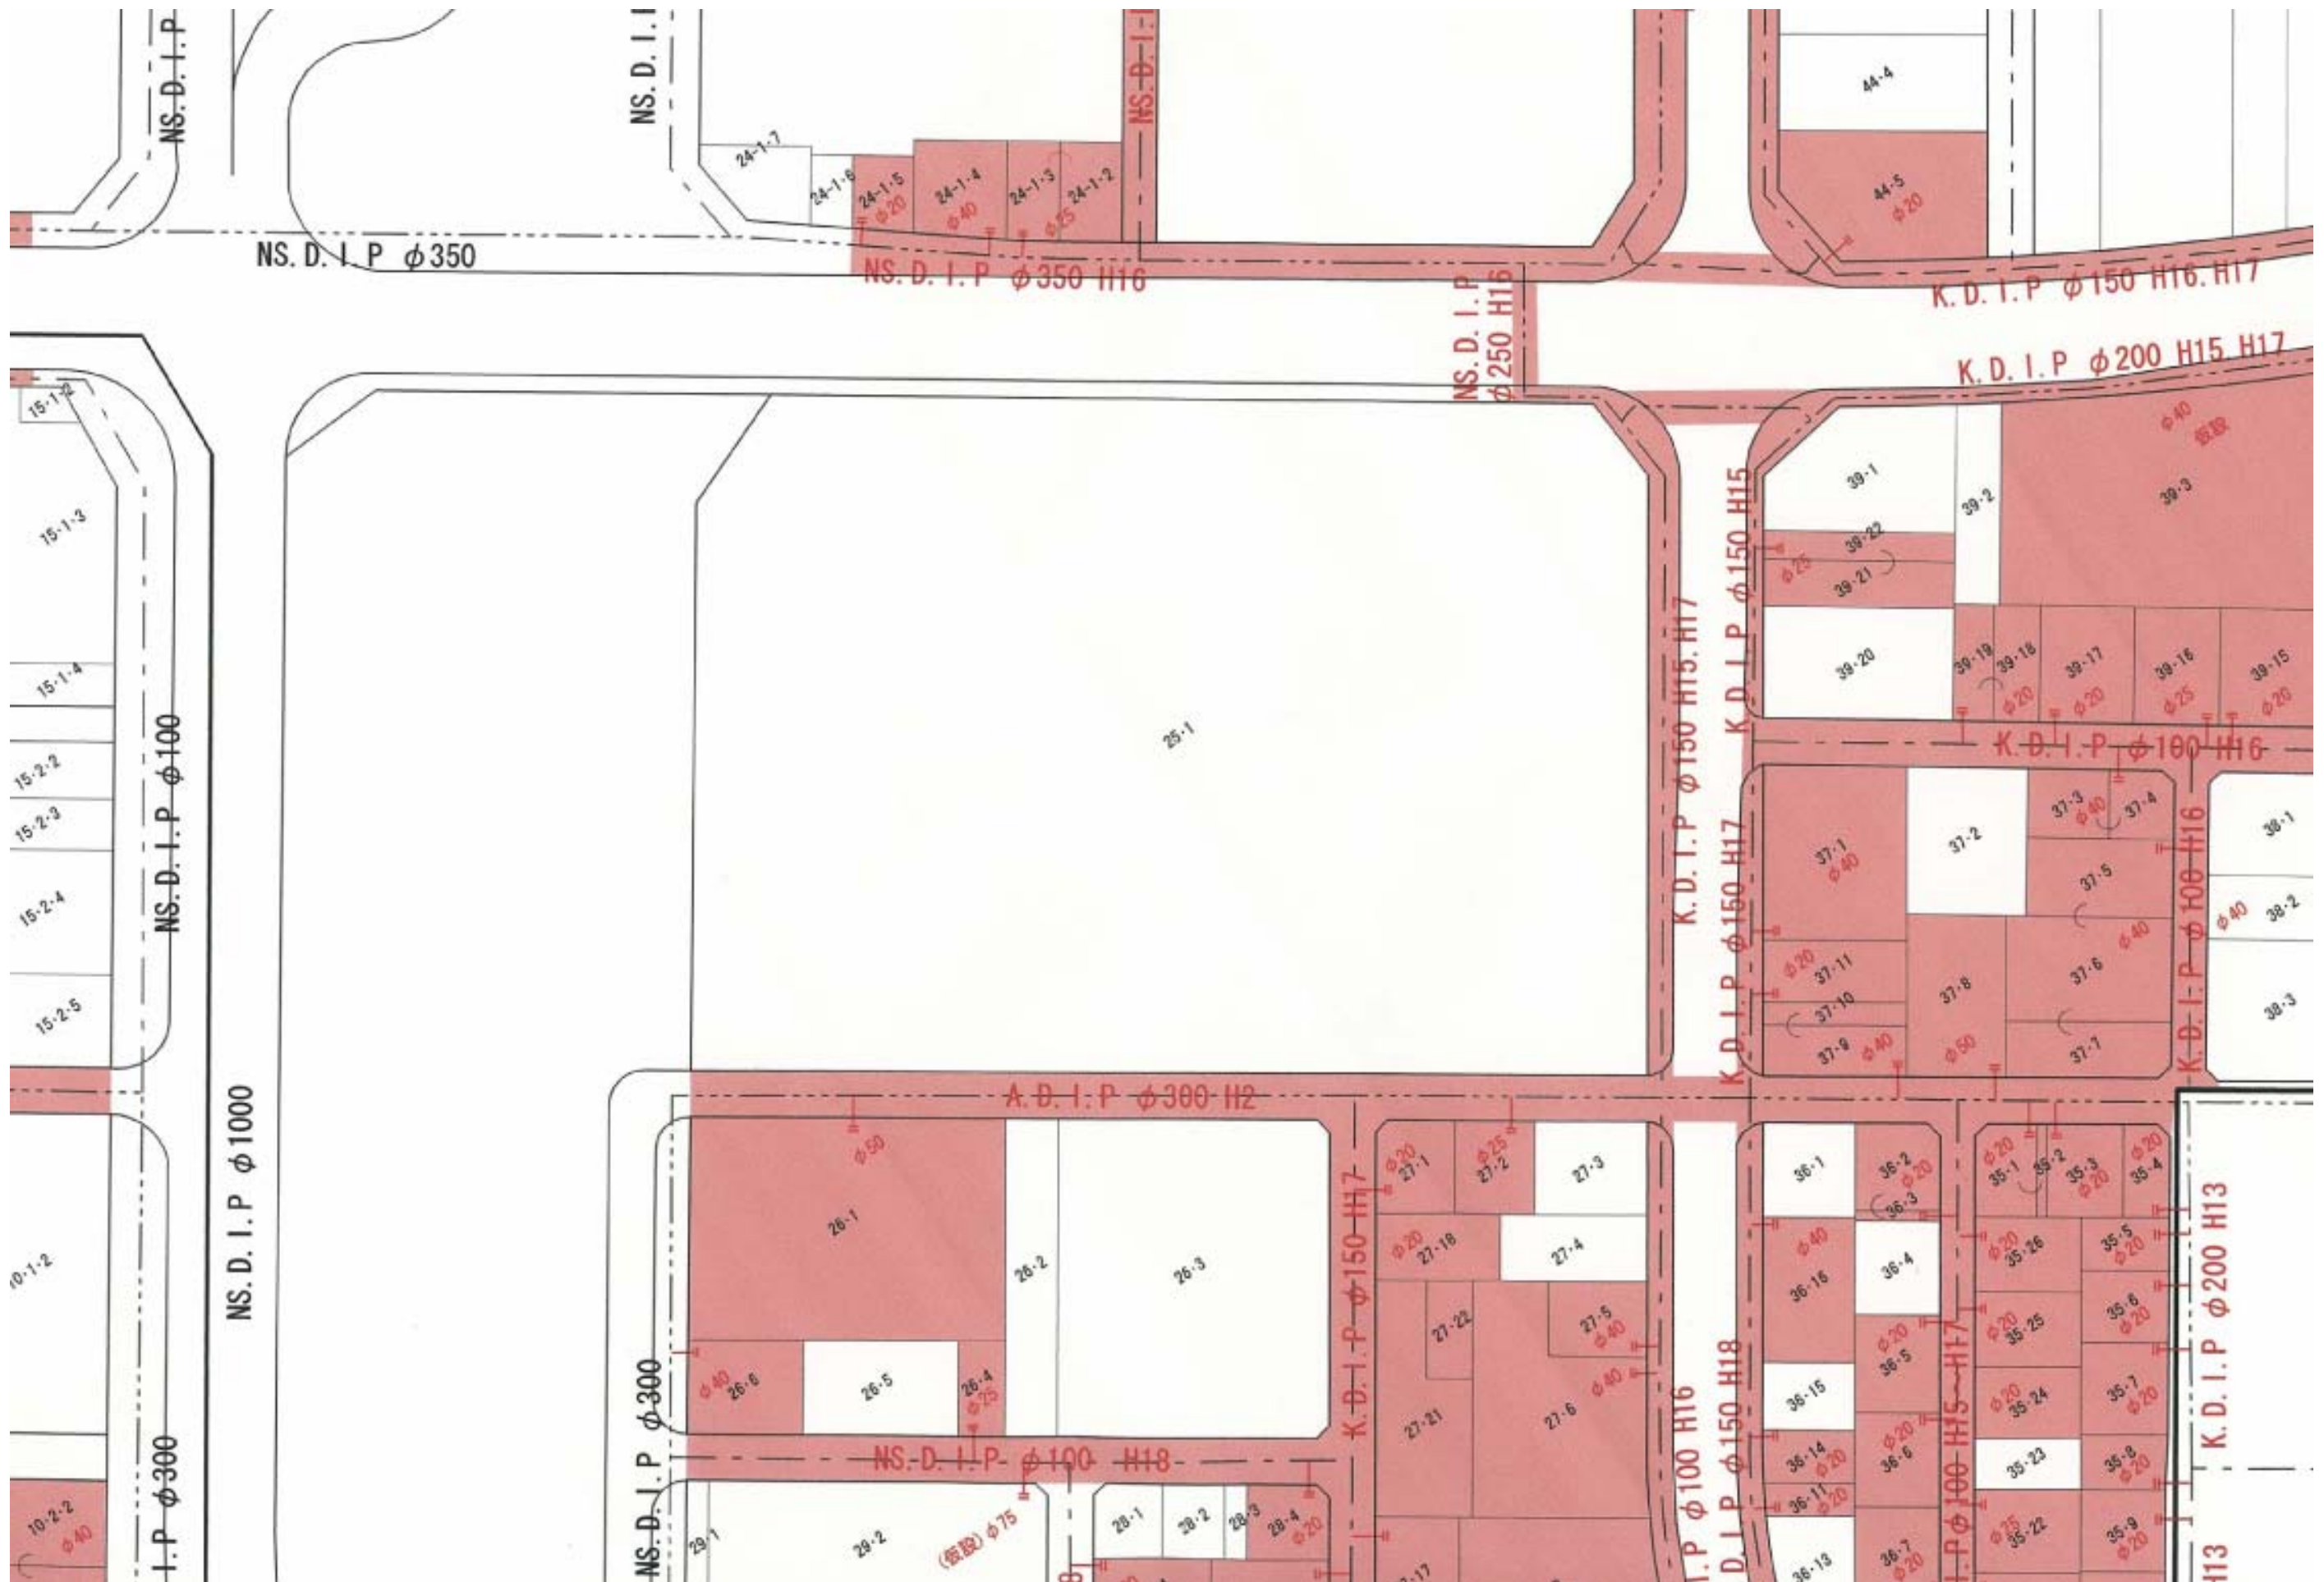 NS.D.I.P
NS.D.I.P
NS.D.I.P
44-4
24-1-7
24-1-6
24-1-5
φ20
24-1-4
φ40
24-1-3
φ25
24-1-2
44-5
φ20
NS.D.I.P φ350
NS.D.I.P φ350 H16
NS.D.I.P
φ250 H16
K.D.I.P φ150 H16.H17
K.D.I.P φ200 H15.H17
15-1-2
15-1-3
15-1-4
15-2-2
15-2-3
15-2-4
15-2-5
NS.D.I.P φ100
25-1
K.D.I.P φ150 H15.H17
K.D.I.P φ150 H15
39-1
39-2
φ40
仮設
39-3
39-22
φ25
39-21
39-20
39-19
39-18
φ20
39-17
φ20
39-16
φ25
39-15
φ20
K.D.I.P φ100 H16
K.D.I.P φ150 H17
37-1
φ40
37-2
37-3
φ40
37-4
37-5
φ40
37-6
37-7
37-8
φ50
φ20
37-11
37-10
37-9
φ40
K.D.I.P φ100 H16
38-1
38-2
φ40
38-3
NS.D.I.P φ1000
A.D.I.P φ300 H2
φ50
26-1
26-2
26-3
φ40
26-6
26-5
26-4
φ25
NS.D.I.P φ300
K.D.I.P φ150 H17
φ20
27-1
φ25
27-2
27-3
φ20
27-18
27-4
27-22
27-5
φ40
φ40
27-21
27-6
36-1
36-2
φ20
36-3
φ40
36-16
36-4
φ20
36-5
36-15
36-14
φ20
φ20
36-6
36-11
φ20
36-13
36-7
φ20
φ20
35-1
35-2
35-3
φ20
φ20
35-4
φ20
35-26
35-5
φ20
φ20
35-25
35-6
φ20
φ20
35-24
35-7
φ20
35-23
35-8
φ20
φ25
35-22
35-9
φ20
K.D.I.P φ200 H13
H13
I.P φ100 H15.H17
D.I.P φ150 H18
I.P φ100 H16
NS.D.I.P φ100 H18
10-1-2
10-2-2
φ40
I.P φ300
NS.D.I.P
29-1
29-2
(仮設) φ75
28-1
28-2
28-3
28-4
φ20